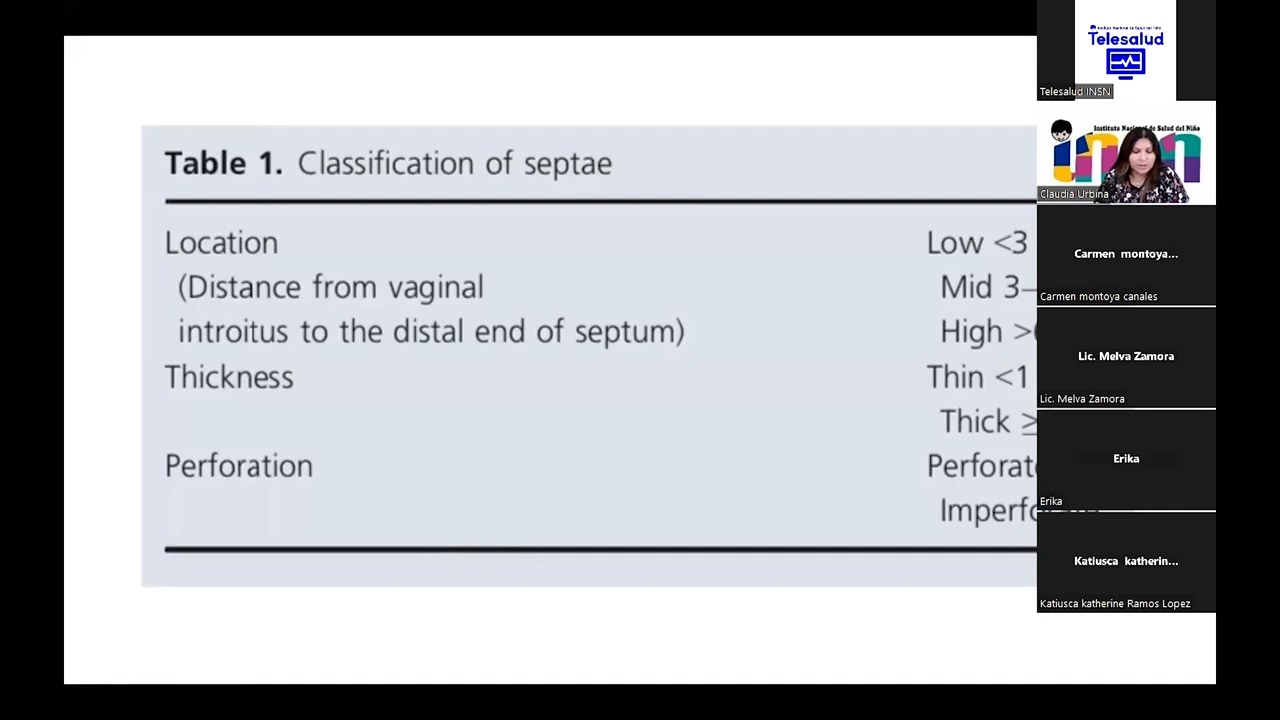 Table 1. Classification of septae
Location Low <3
(Distance from vaginal Mid 3–
introitus to the distal end of septum) High >
Thickness Thin <1
Thick ≥
Perforation
Telesalud
Telesalud INSN
Instituto Nacional de Salud del Niño
insn
Claudia Urbina
Carmen montoya...
Carmen montoya canales
Lic. Melva Zamora
Lic. Melva Zamora
Erika
Erika
Katiusca katherin...
Katiusca katherine Ramos Lopez